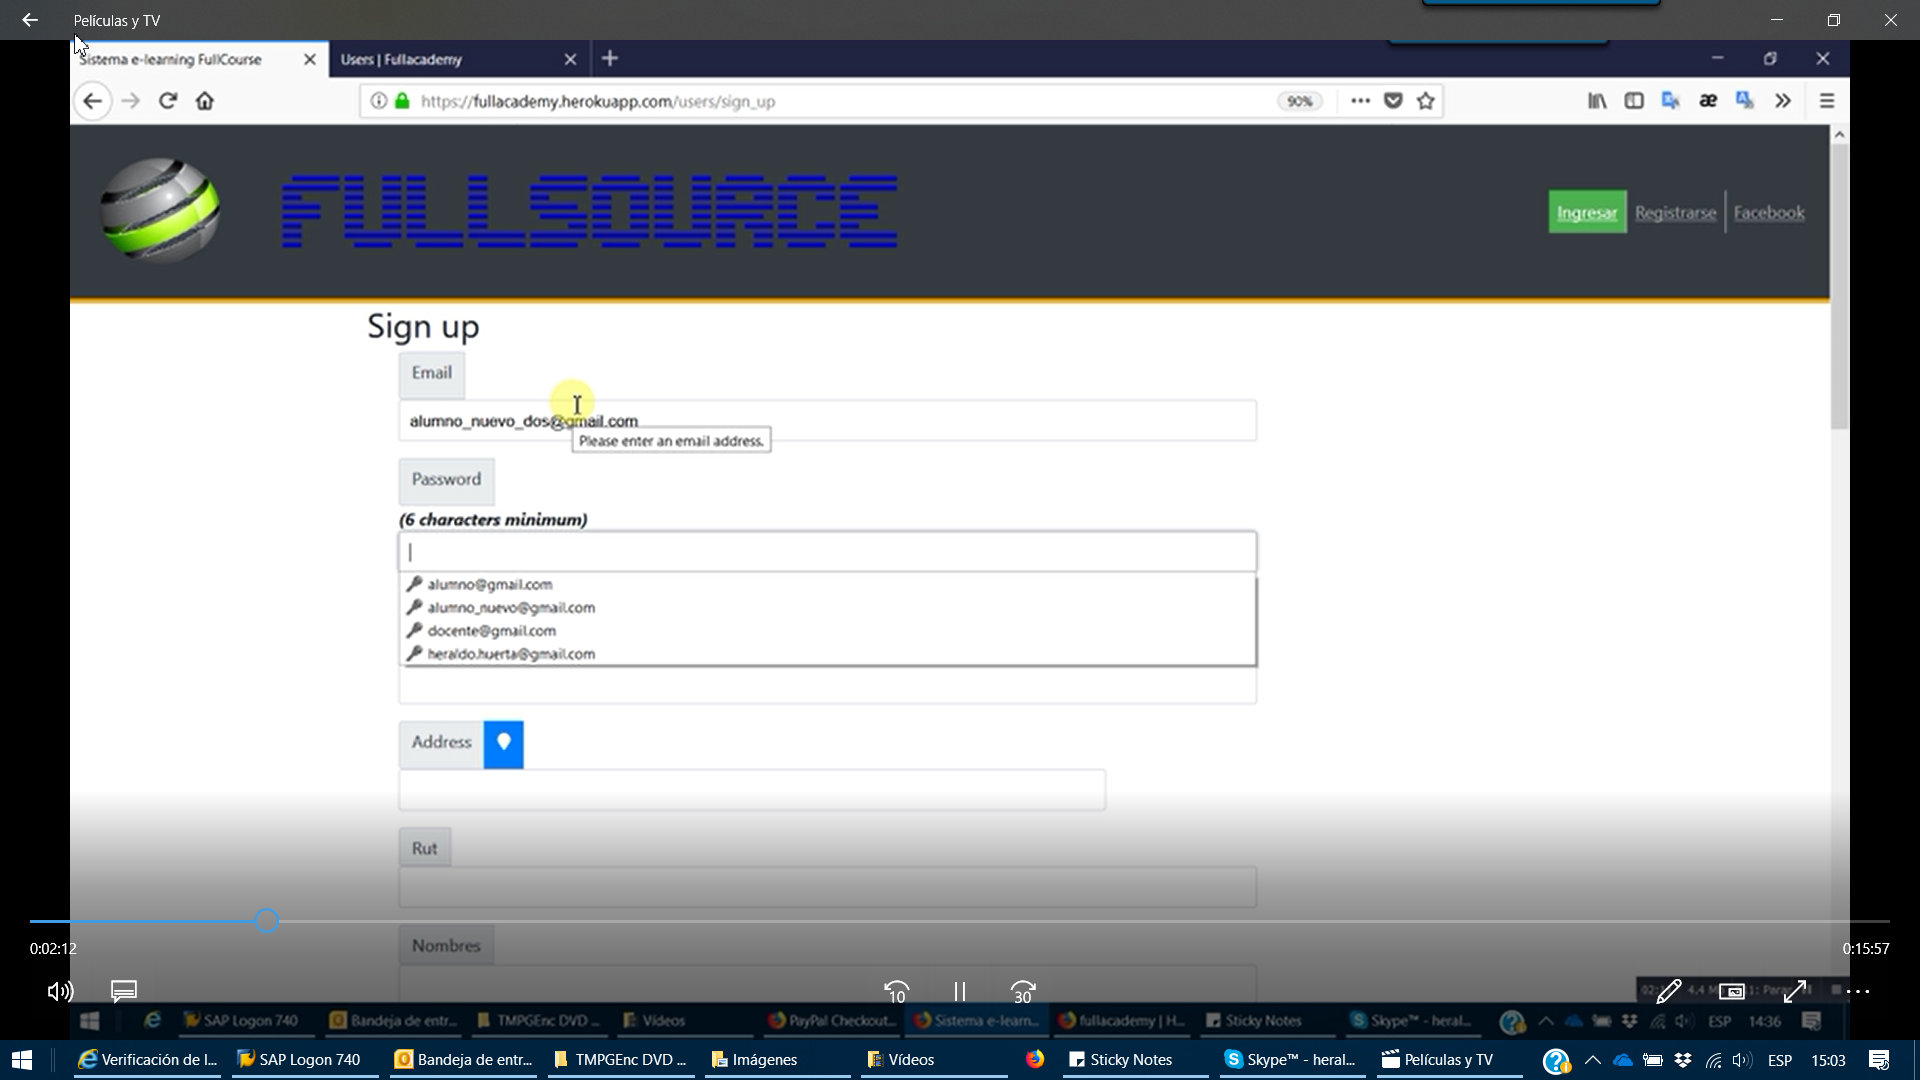 Películas y TV
Sistema e-learning FullCourse
Users | Fullacademy
https://fullacademy.herokuapp.com/users/sign_up
90%
FULLSOURCE
Ingresar
Registrarse
Facebook
Sign up
Email
alumno_nuevo_dos@gmail.com
Please enter an email address.
Password
(6 characters minimum)
alumno@gmail.com
alumno_nuevo@gmail.com
docente@gmail.com
heraldo.huerta@gmail.com
Address
Rut
Nombres
0:02:12
0:15:57
10
30
SAP Logon 740
Bandeja de entr...
TMPGEnc DVD ...
Vídeos
PayPal Checkout...
Sistema e-learn...
fullacademy | H...
Sticky Notes
Skype™ - heral...
ESP
14:36
Verificación de l...
SAP Logon 740
Bandeja de entr...
TMPGEnc DVD ...
Imágenes
Vídeos
Sticky Notes
Skype™ - heral...
Películas y TV
ESP
15:03